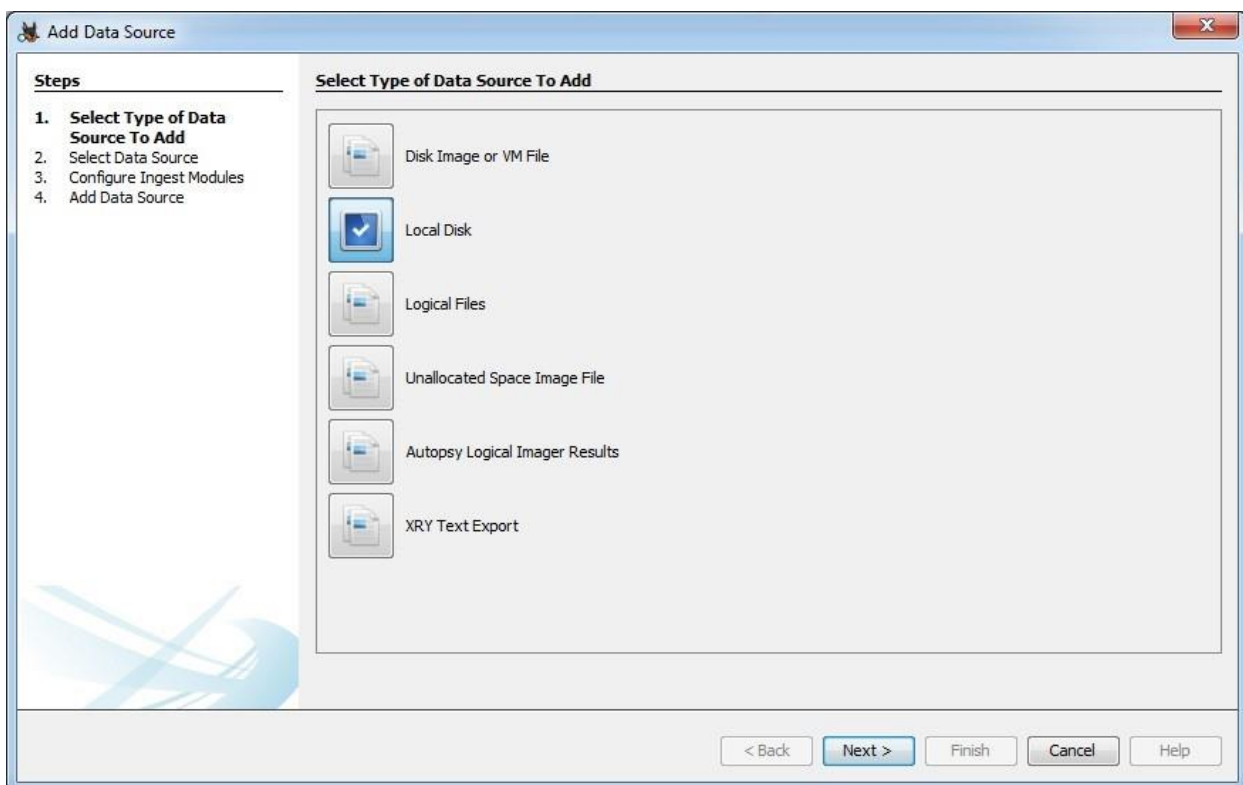 Add Data Source
Steps
1. Select Type of Data
Source To Add
2. Select Data Source
3. Configure Ingest Modules
4. Add Data Source
Select Type of Data Source To Add
Disk Image or VM File
Local Disk
Logical Files
Unallocated Space Image File
Autopsy Logical Imager Results
XRY Text Export
< Back
Next >
Finish
Cancel
Help